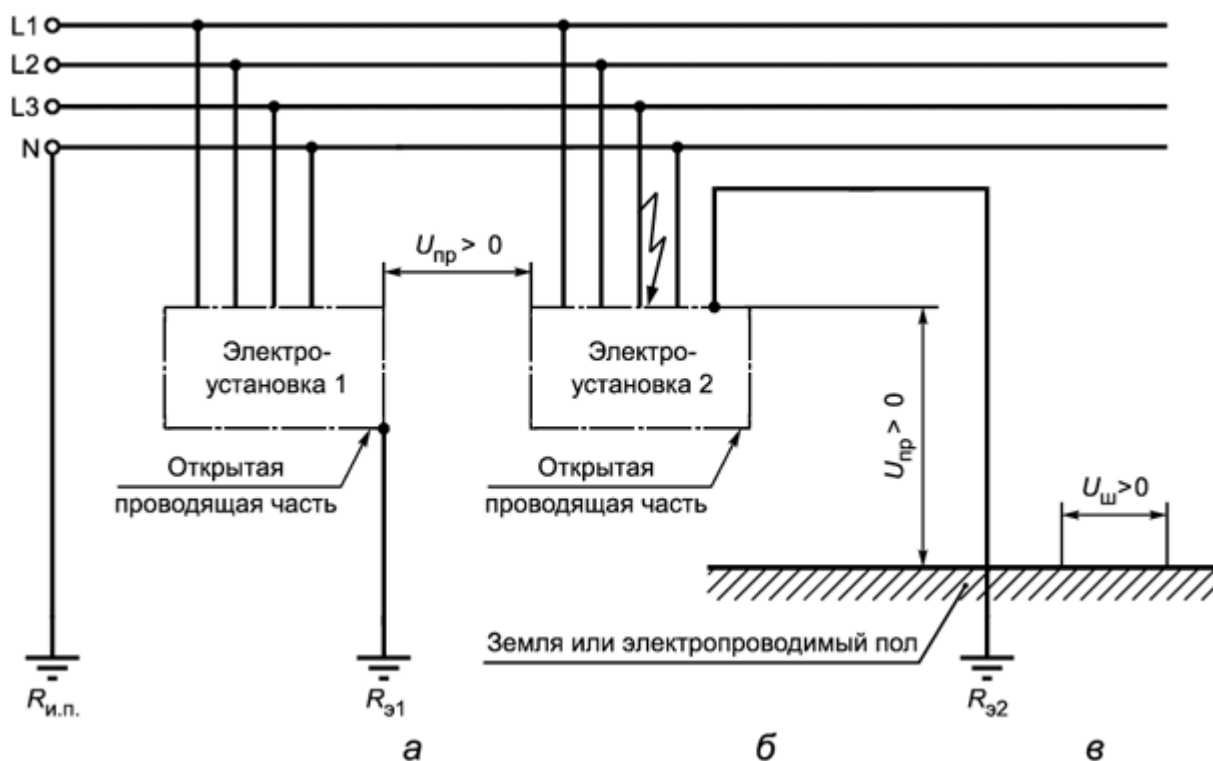 L1
L2
L3
N
Uпр > 0
Электро-
установка 1
Электро-
установка 2
Uпр > 0
Открытая
проводящая часть
Открытая
проводящая часть
Uш>0
Земля или электропроводимый пол
Rи.п.
Rэ1
Rэ2
а
б
в